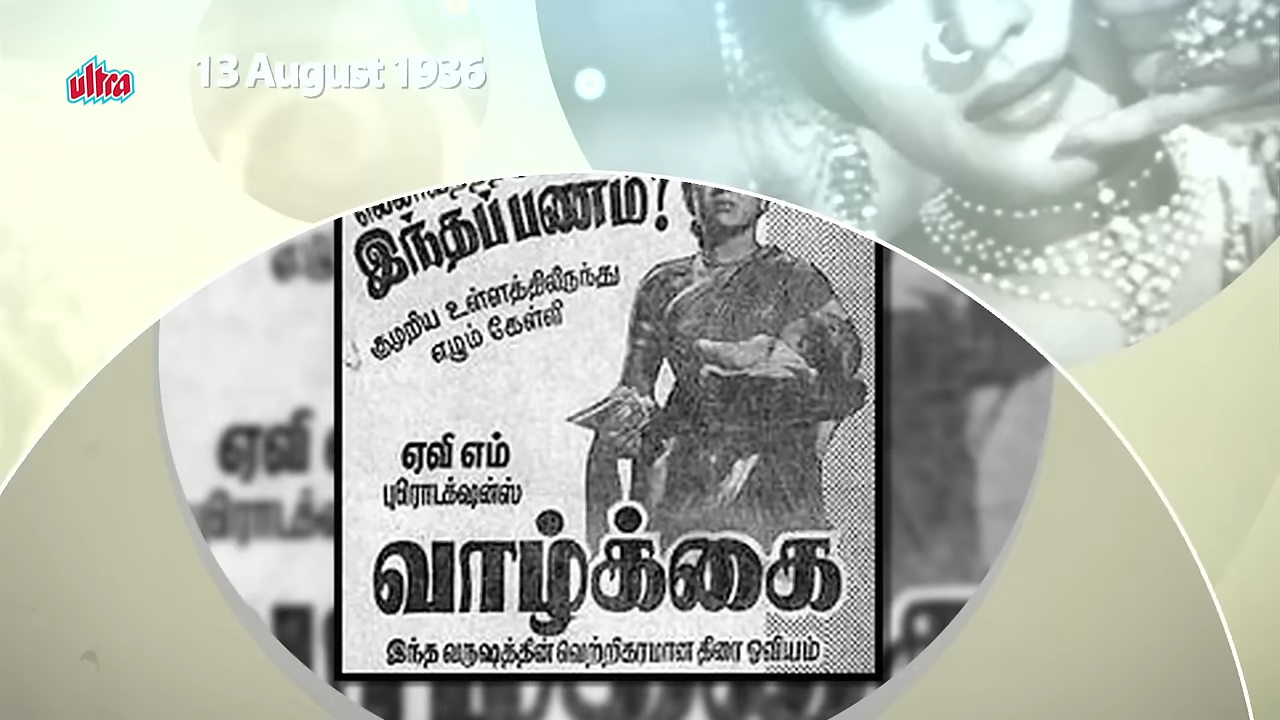 ultra
13 August 1936
இந்தப்பணம்!
குமுறிய உள்ளத்திலிருந்து
எழும் கேள்வி
ஏவி எம்
புரொடக்ஷன்ஸ்
வாழ்க்கை
இந்த வருஷத்தின் வெற்றிகரமான திரை ஓவியம்